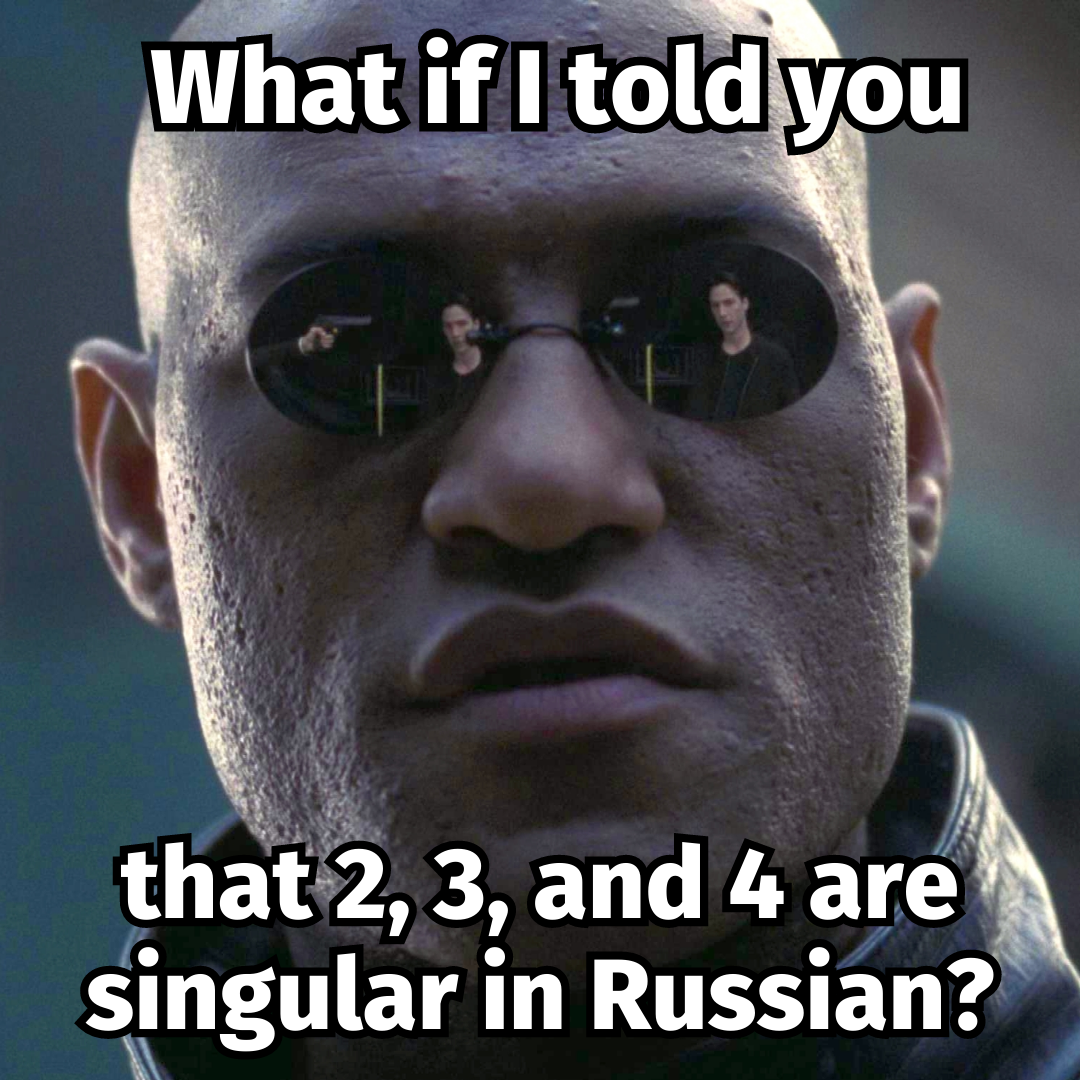 What if I told you
that 2, 3, and 4 are
singular in Russian?